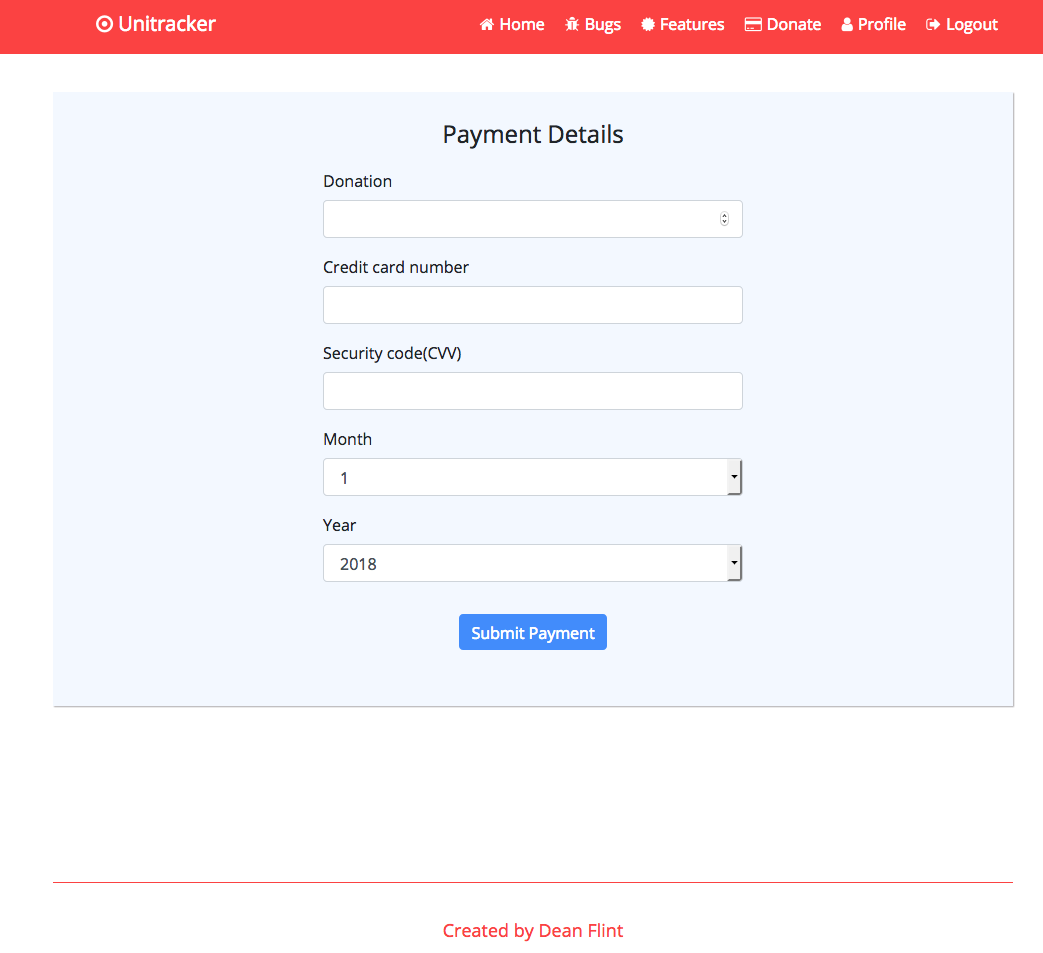 Unitracker Home Bugs Features Donate Profile Logout
Payment Details
Donation
Credit card number
Security code(CVV)
Month
1
Year
2018
Submit Payment
Created by Dean Flint